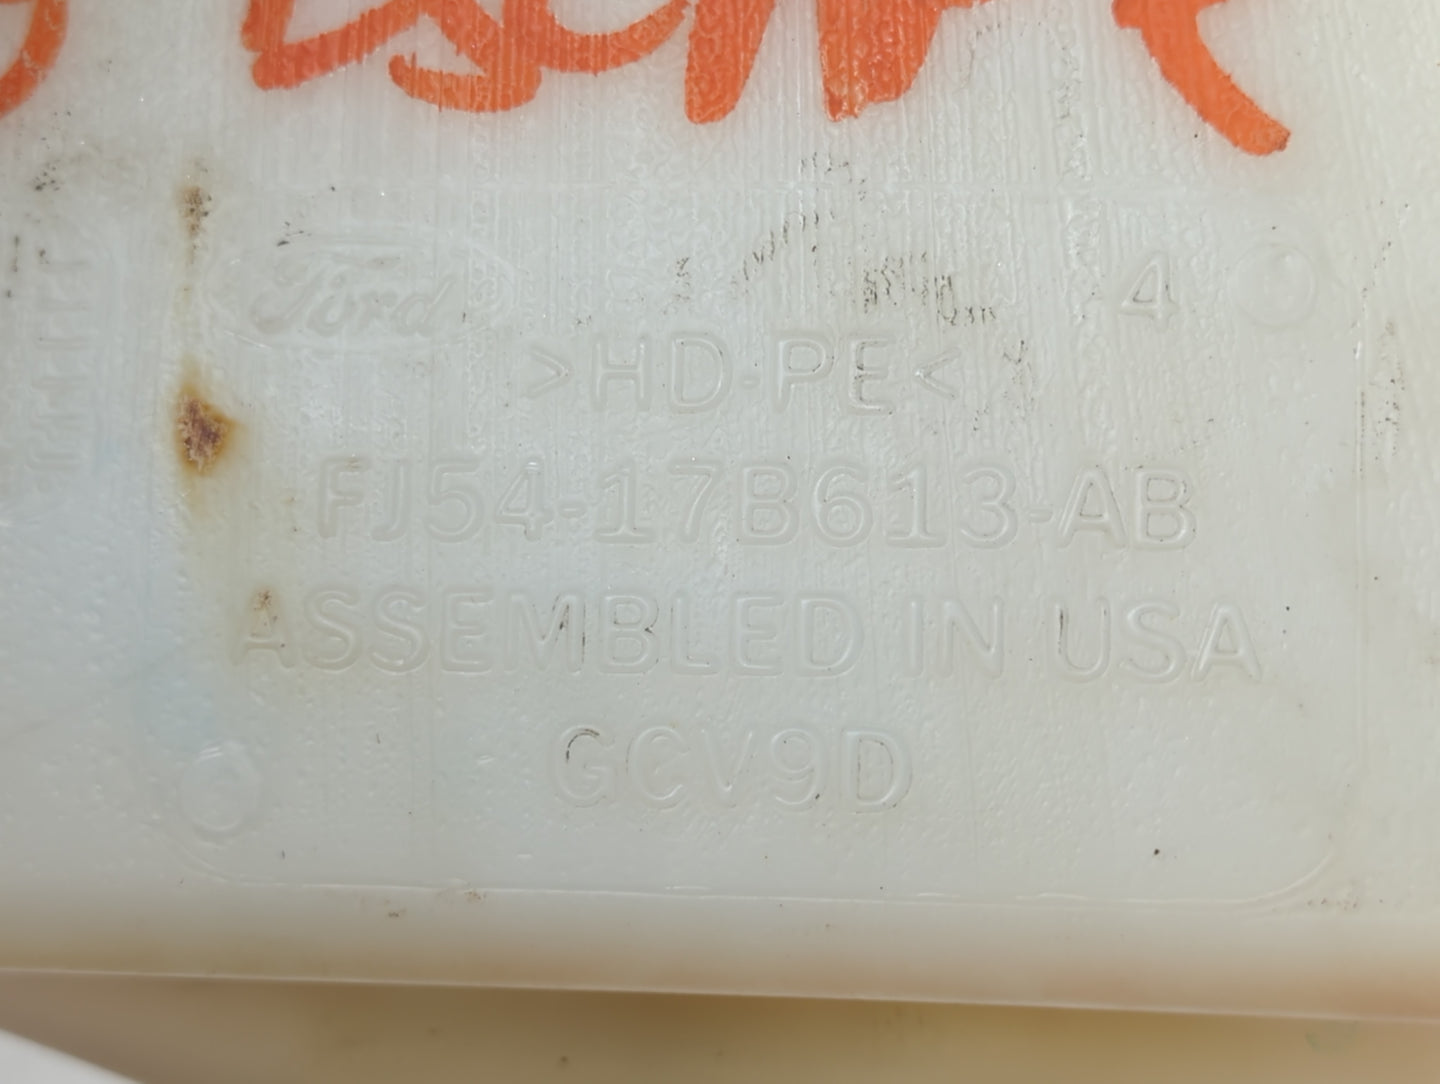 Ford
4
>HD-PE<
FJ54-17B613-AB
ASSEMBLED IN USA
GCV9D